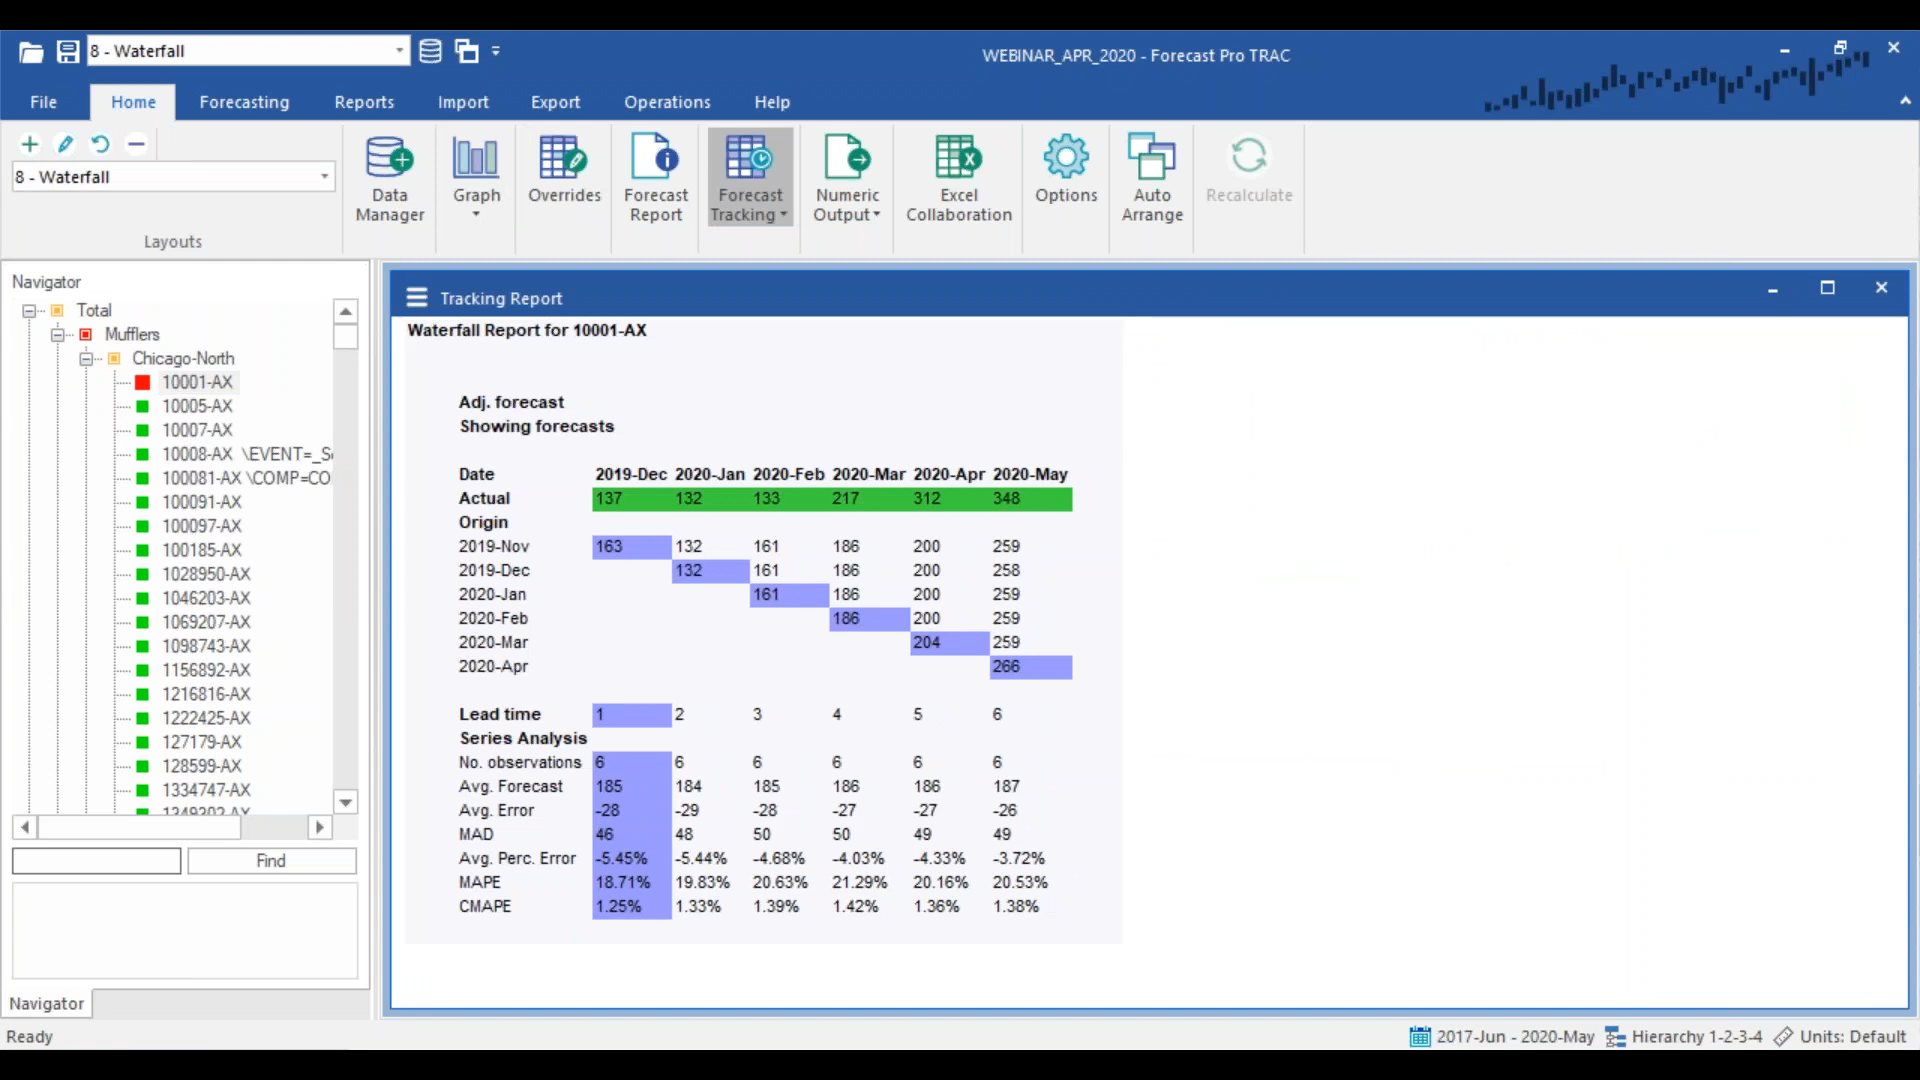 8 - Waterfall
WEBINAR_APR_2020 - Forecast Pro TRAC
File Home Forecasting Reports Import Export Operations Help
8 - Waterfall
Layouts
Data Manager
Graph
Overrides
Forecast Report
Forecast Tracking
Numeric Output
Excel Collaboration
Options
Auto Arrange
Recalculate
Navigator
Total
Mufflers
Chicago-North
10001-AX
10005-AX
10007-AX
10008-AX \EVENT=_S
100081-AX \COMP=CO
100091-AX
100097-AX
100185-AX
1028950-AX
1046203-AX
1069207-AX
1098743-AX
1156892-AX
1216816-AX
1222425-AX
127179-AX
128599-AX
1334747-AX
Find
Navigator
Tracking Report
Waterfall Report for 10001-AX
Adj. forecast
Showing forecasts
Date 2019-Dec 2020-Jan 2020-Feb 2020-Mar 2020-Apr 2020-May
Actual 137 132 133 217 312 348
Origin
2019-Nov 163 132 161 186 200 259
2019-Dec 132 161 186 200 258
2020-Jan 161 186 200 259
2020-Feb 186 200 259
2020-Mar 204 259
2020-Apr 266
Lead time 1 2 3 4 5 6
Series Analysis
No. observations 6 6 6 6 6 6
Avg. Forecast 185 184 185 186 186 187
Avg. Error -28 -29 -28 -27 -27 -26
MAD 46 48 50 50 49 49
Avg. Perc. Error -5.45% -5.44% -4.68% -4.03% -4.33% -3.72%
MAPE 18.71% 19.83% 20.63% 21.29% 20.16% 20.53%
CMAPE 1.25% 1.33% 1.39% 1.42% 1.36% 1.38%
Ready
2017-Jun - 2020-May Hierarchy 1-2-3-4 Units: Default